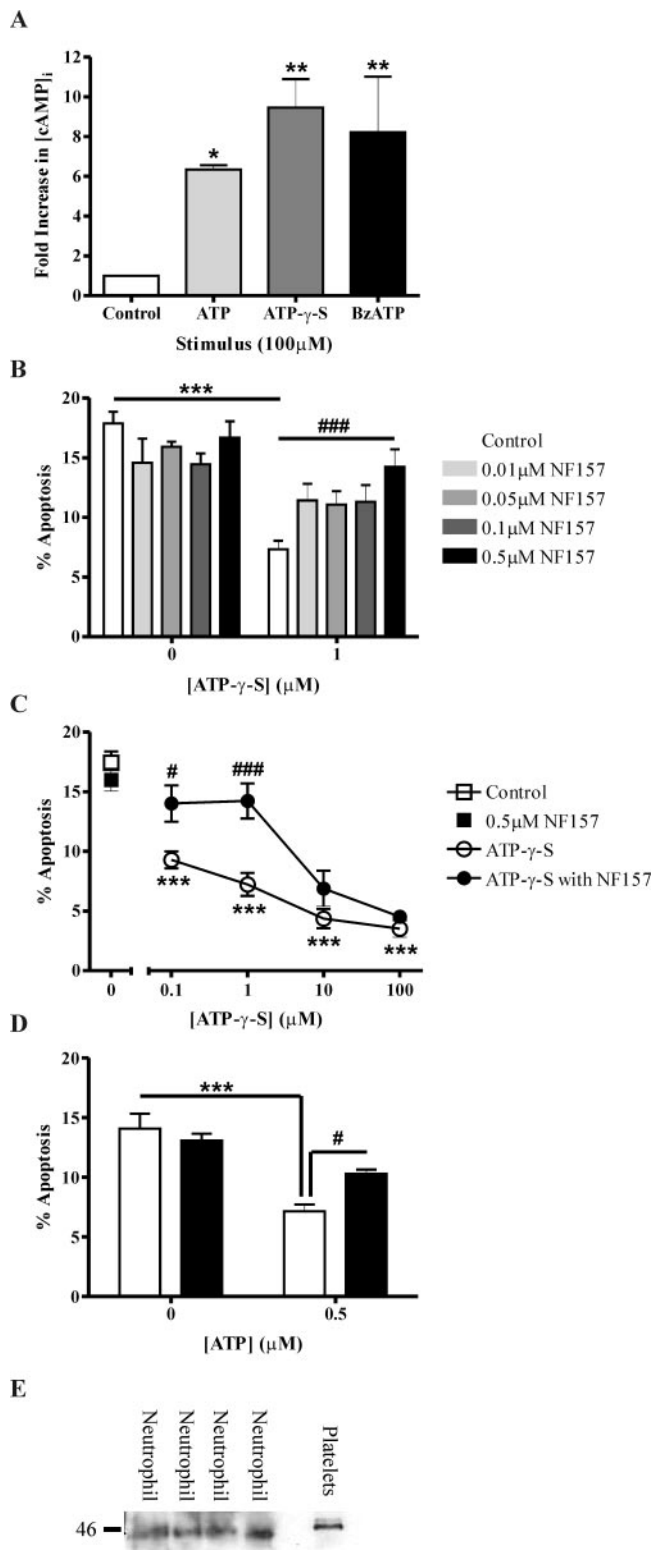 A
Fold Increase in [cAMP]i
12
10
8
6
4
2
0
*
**
**
Control ATP ATP-γ-S BzATP
Stimulus (100μM)
B
% Apoptosis
20
15
10
5
0
***
###
0 1
[ATP-γ-S] (μM)
Control
0.01μM NF157
0.05μM NF157
0.1μM NF157
0.5μM NF157
C
% Apoptosis
20
15
10
5
0
#
###
***
***
***
***
0 0.1 1 10 100
[ATP-γ-S] (μM)
Control
0.5μM NF157
ATP-γ-S
ATP-γ-S with NF157
D
% Apoptosis
20
15
10
5
0
***
#
0 0.5
[ATP] (μM)
E
Neutrophil
Neutrophil
Neutrophil
Neutrophil
Platelets
46